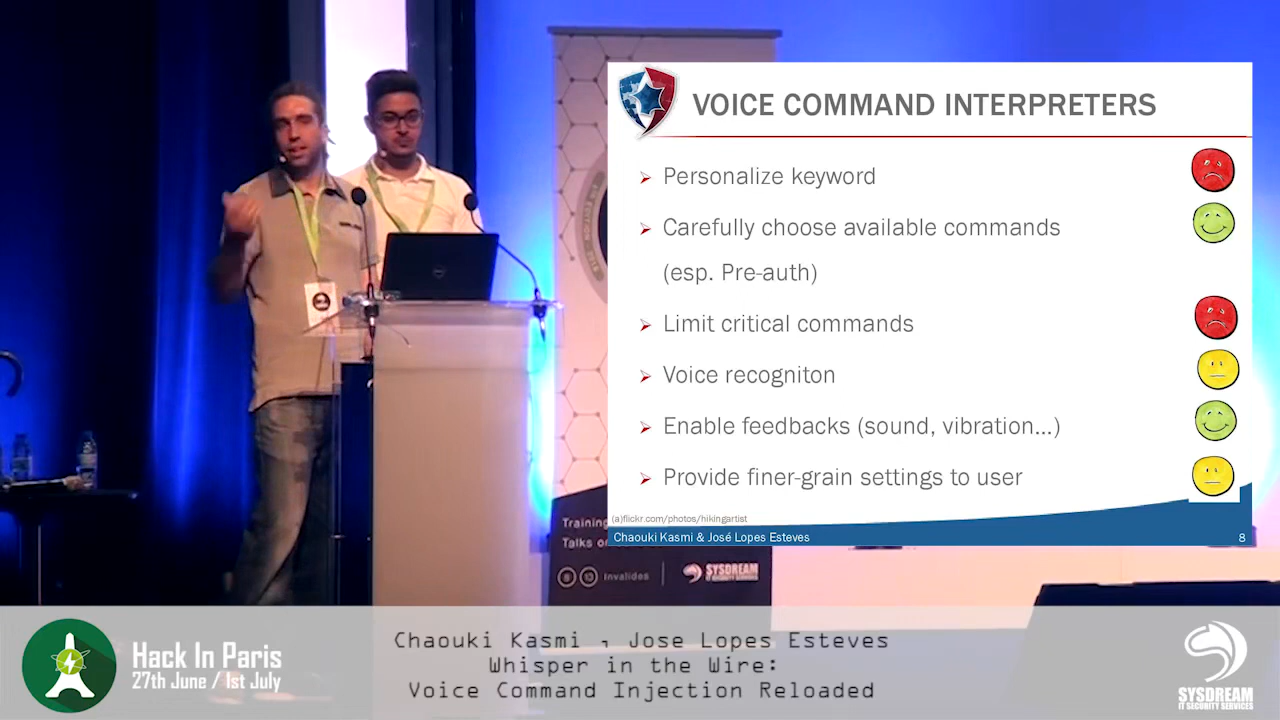 VOICE COMMAND INTERPRETERS
Personalize keyword
Carefully choose available commands
(esp. Pre-auth)
Limit critical commands
Voice recogniton
Enable feedbacks (sound, vibration...)
Provide finer-grain settings to user
(a)flickr.com/photos/hikingartist
Chaouki Kasmi & José Lopes Esteves
8
Training
Talks o
Invalides
SYSDREAM
IT SECURITY SERVICES
Hack In Paris
27th June / 1st July
Chaouki Kasmi , Jose Lopes Esteves
Whisper in the Wire:
Voice Command Injection Reloaded
SYSDREAM
IT SECURITY SERVICES